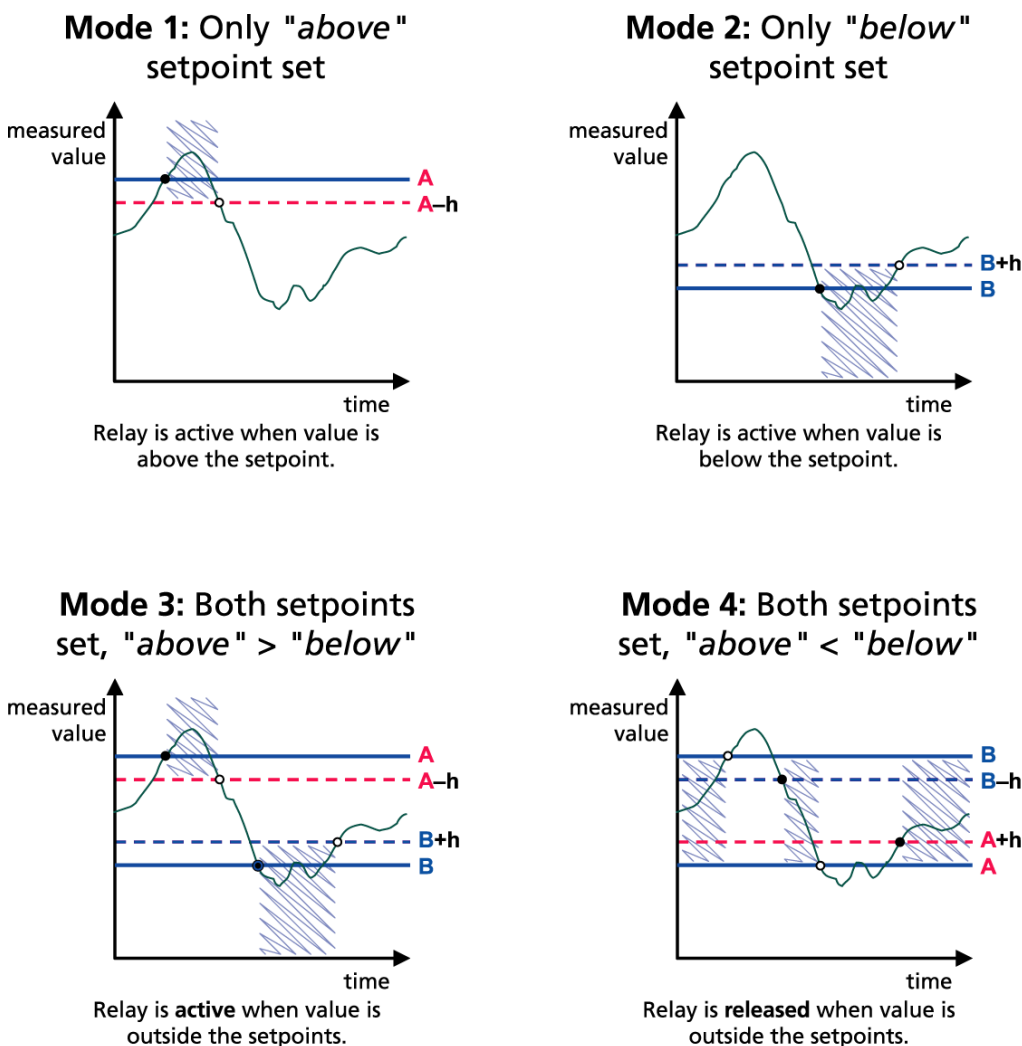 Mode 1: Only "above"
setpoint set
measured
value
A
A–h
time
Relay is active when value is
above the setpoint.
Mode 2: Only "below"
setpoint set
measured
value
B+h
B
time
Relay is active when value is
below the setpoint.
Mode 3: Both setpoints
set, "above" > "below"
measured
value
A
A–h
B+h
B
time
Relay is active when value is
outside the setpoints.
Mode 4: Both setpoints
set, "above" < "below"
measured
value
B
B–h
A+h
A
time
Relay is released when value is
outside the setpoints.